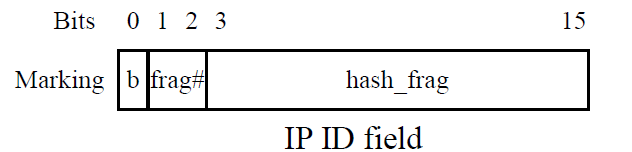 Bits 0 1 2 3 15
Marking b frag# hash_frag
IP ID field